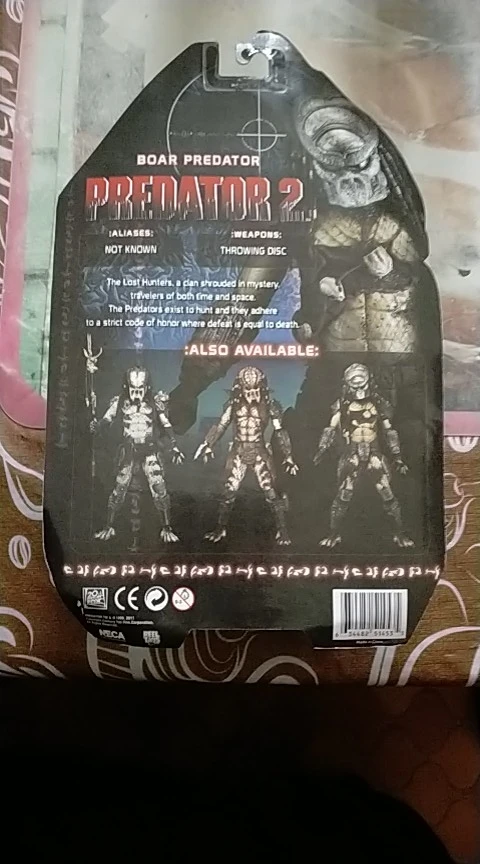 BOAR PREDATOR
PREDATOR 2
:ALIASES:
NOT KNOWN
:WEAPONS:
THROWING DISC
The Lost Hunters, a clan shrouded in mystery,
travelers of both time and space.
The Predators exist to hunt and they adhere
to a strict code of honor where defeat is equal to death.
:ALSO AVAILABLE:
CE
NECA